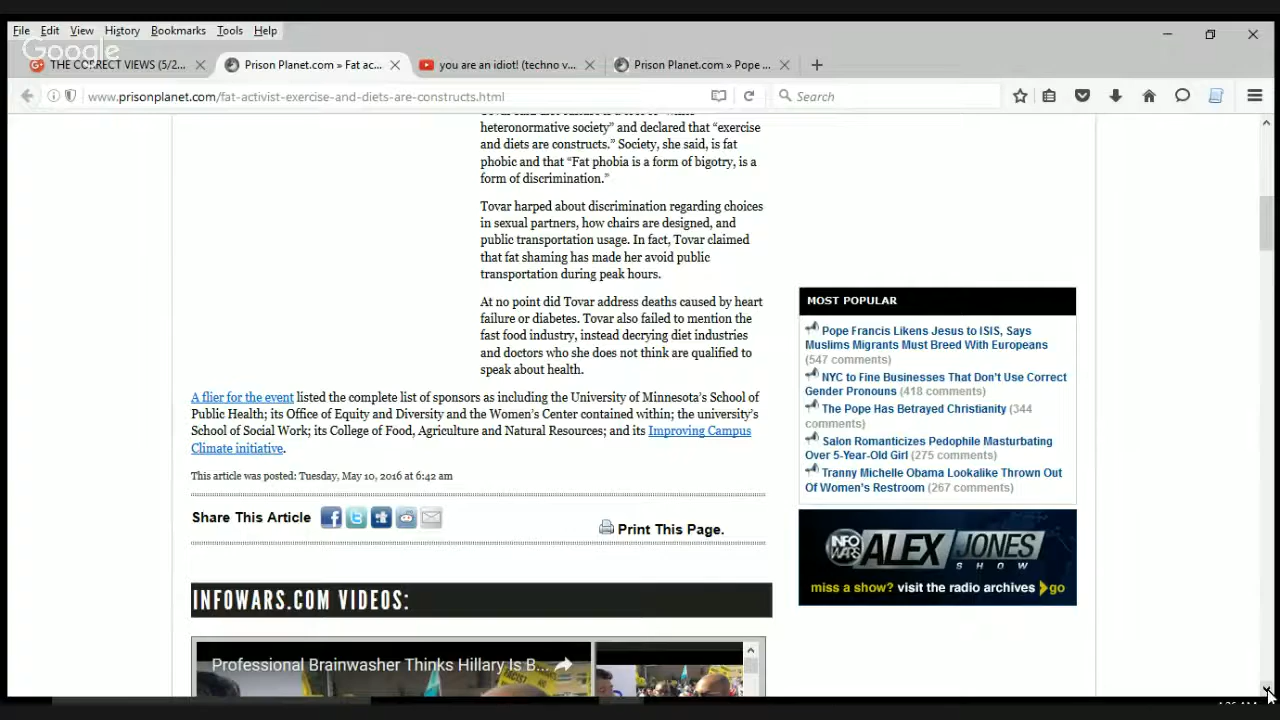 File Edit View History Bookmarks Tools Help
Google
THE CORRECT VIEWS (5/2...
Prison Planet.com » Fat ac...
you are an idiot! (techno v...
Prison Planet.com » Pope ...
www.prisonplanet.com/fat-activist-exercise-and-diets-are-constructs.html
Search
heteronormative society” and declared that “exercise
and diets are constructs.” Society, she said, is fat
phobic and that “Fat phobia is a form of bigotry, is a
form of discrimination.”
Tovar harped about discrimination regarding choices
in sexual partners, how chairs are designed, and
public transportation usage. In fact, Tovar claimed
that fat shaming has made her avoid public
transportation during peak hours.
At no point did Tovar address deaths caused by heart
failure or diabetes. Tovar also failed to mention the
fast food industry, instead decrying diet industries
and doctors who she does not think are qualified to
speak about health.
A flier for the event listed the complete list of sponsors as including the University of Minnesota’s School of
Public Health; its Office of Equity and Diversity and the Women’s Center contained within; the university’s
School of Social Work; its College of Food, Agriculture and Natural Resources; and its Improving Campus
Climate initiative.
This article was posted: Tuesday, May 10, 2016 at 6:42 am
Share This Article
Print This Page.
INFOWARS.COM VIDEOS:
Professional Brainwasher Thinks Hillary Is B...
MOST POPULAR
Pope Francis Likens Jesus to ISIS, Says
Muslims Migrants Must Breed With Europeans
(547 comments)
NYC to Fine Businesses That Don't Use Correct
Gender Pronouns (418 comments)
The Pope Has Betrayed Christianity (344
comments)
Salon Romanticizes Pedophile Masturbating
Over 5-Year-Old Girl (275 comments)
Tranny Michelle Obama Lookalike Thrown Out
Of Women's Restroom (267 comments)
INFO WARS ALEX JONES
SHOW
miss a show? visit the radio archives go